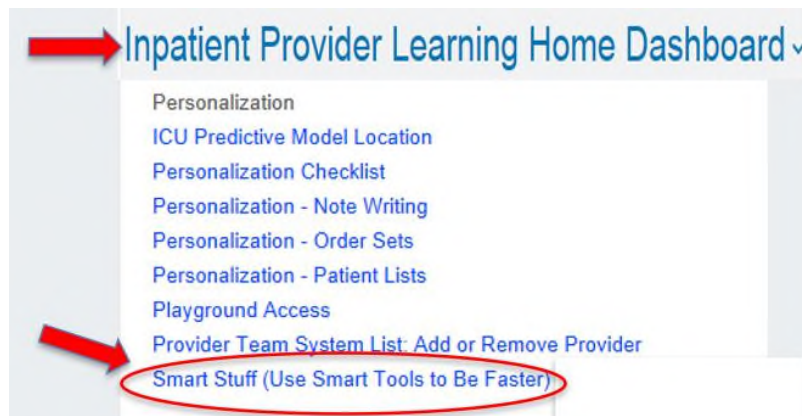 Inpatient Provider Learning Home Dashboard
Personalization
ICU Predictive Model Location
Personalization Checklist
Personalization - Note Writing
Personalization - Order Sets
Personalization - Patient Lists
Playground Access
Provider Team System List: Add or Remove Provider
Smart Stuff (Use Smart Tools to Be Faster)